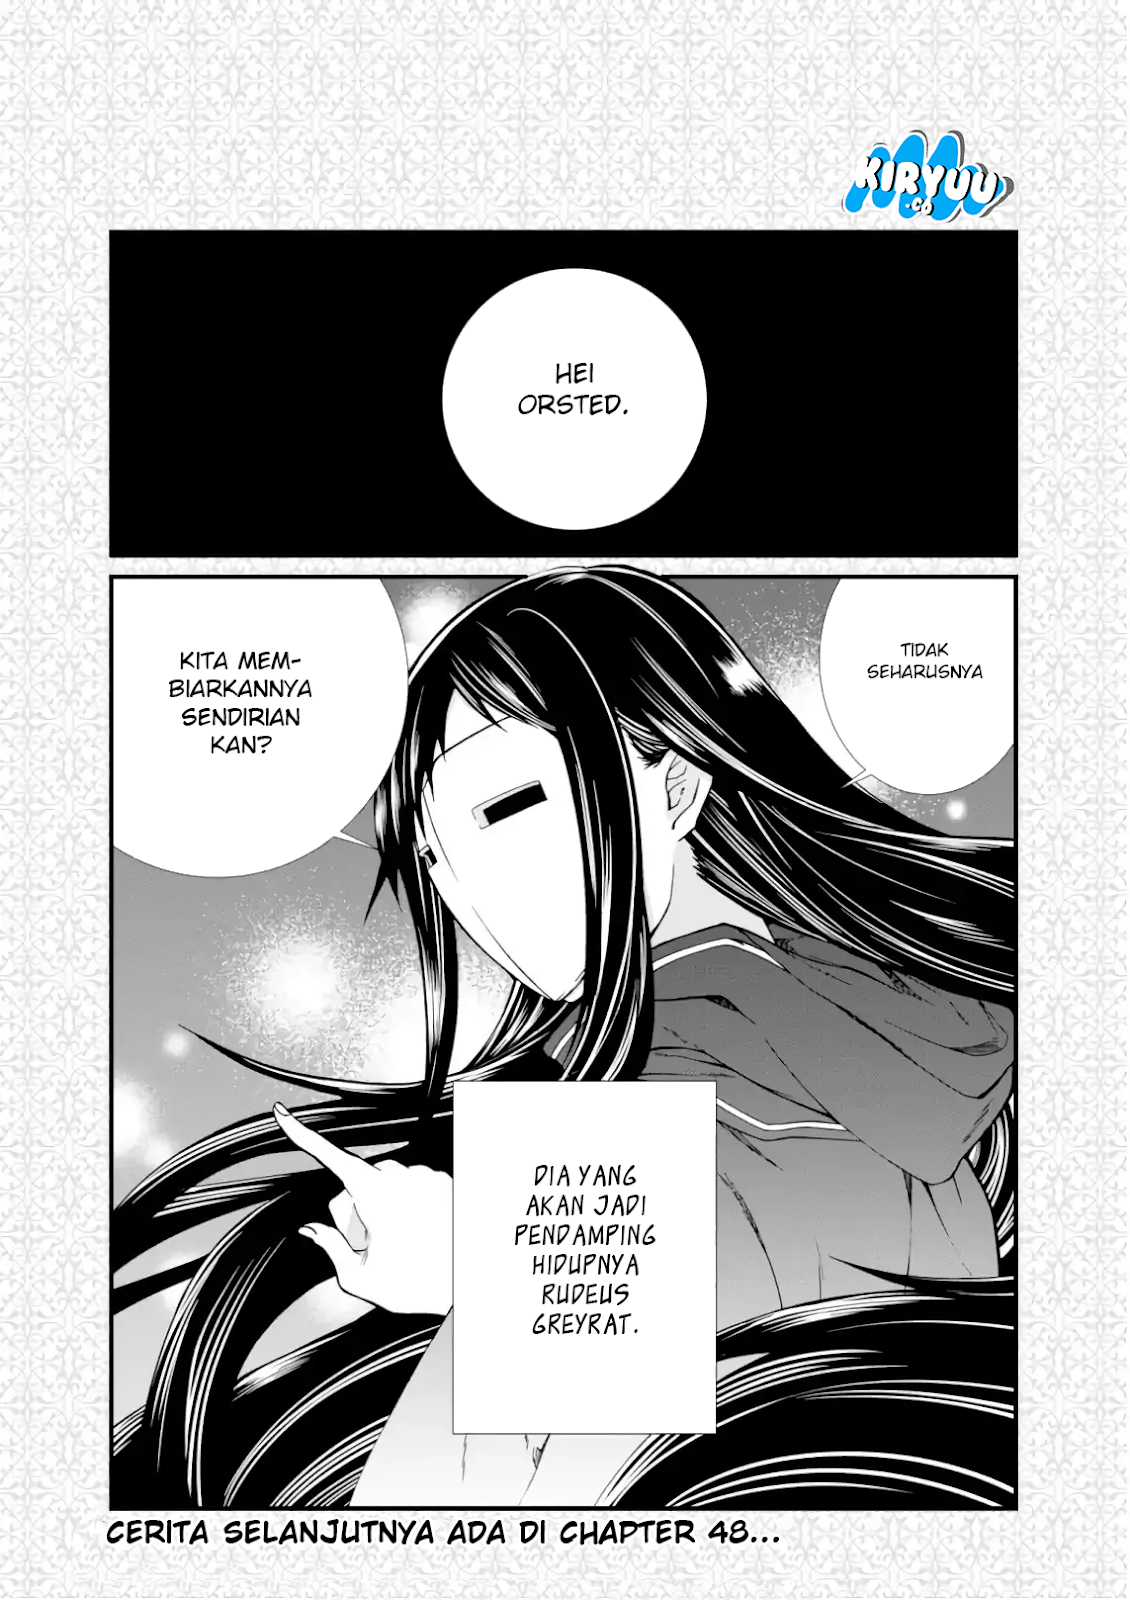 KIRYUU
.CO
HEI
ORSTED.
TIDAK
SEHARUSNYA
KITA MEM-
BIARKANNYA
SENDIRIAN
KAN?
DIA YANG
AKAN JADI
PENDAMPING
HIDUPNYA
RUDEUS
GREYRAT.
CERITA SELANJUTNYA ADA DI CHAPTER 48...